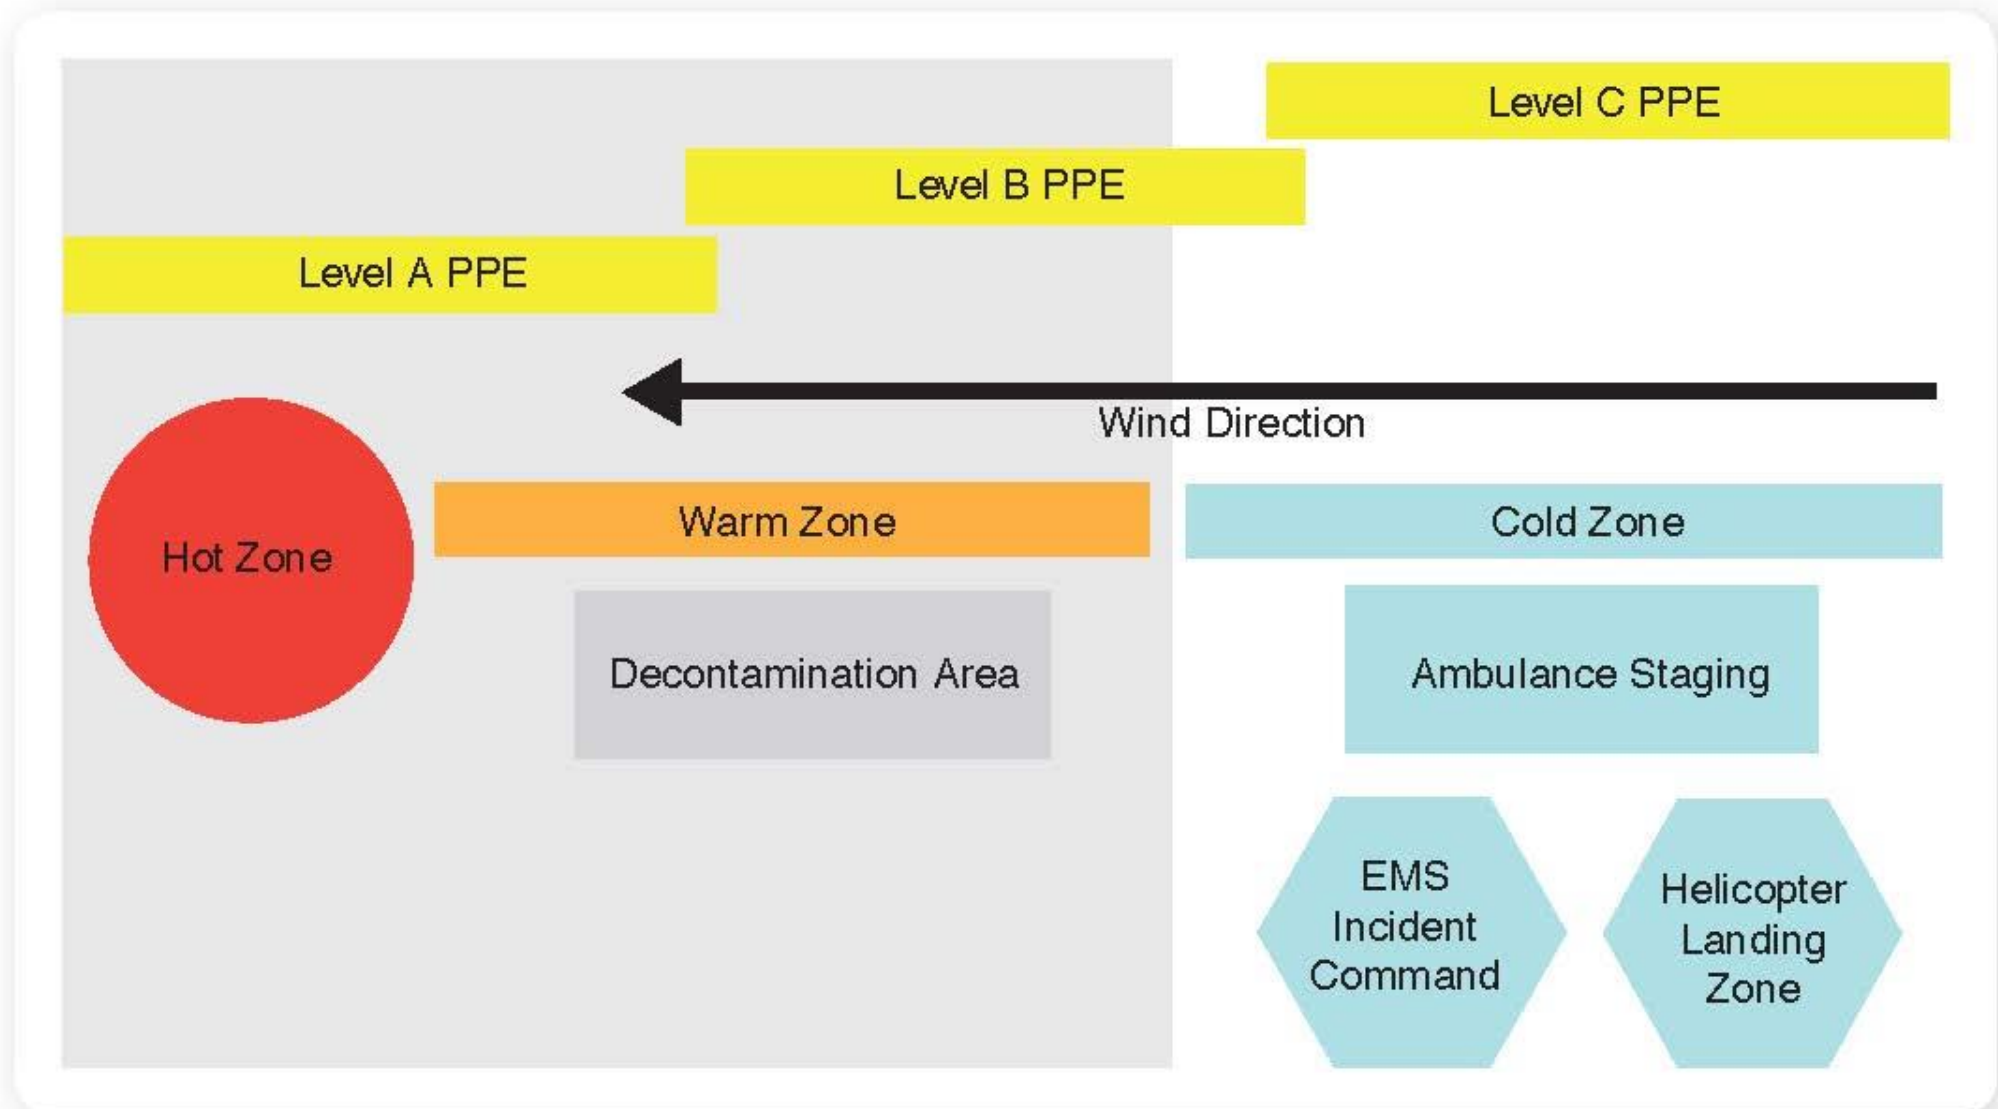 Level C PPE
Level B PPE
Level A PPE
Wind Direction
Hot Zone
Warm Zone
Cold Zone
Decontamination Area
Ambulance Staging
EMS
Incident
Command
Helicopter
Landing
Zone